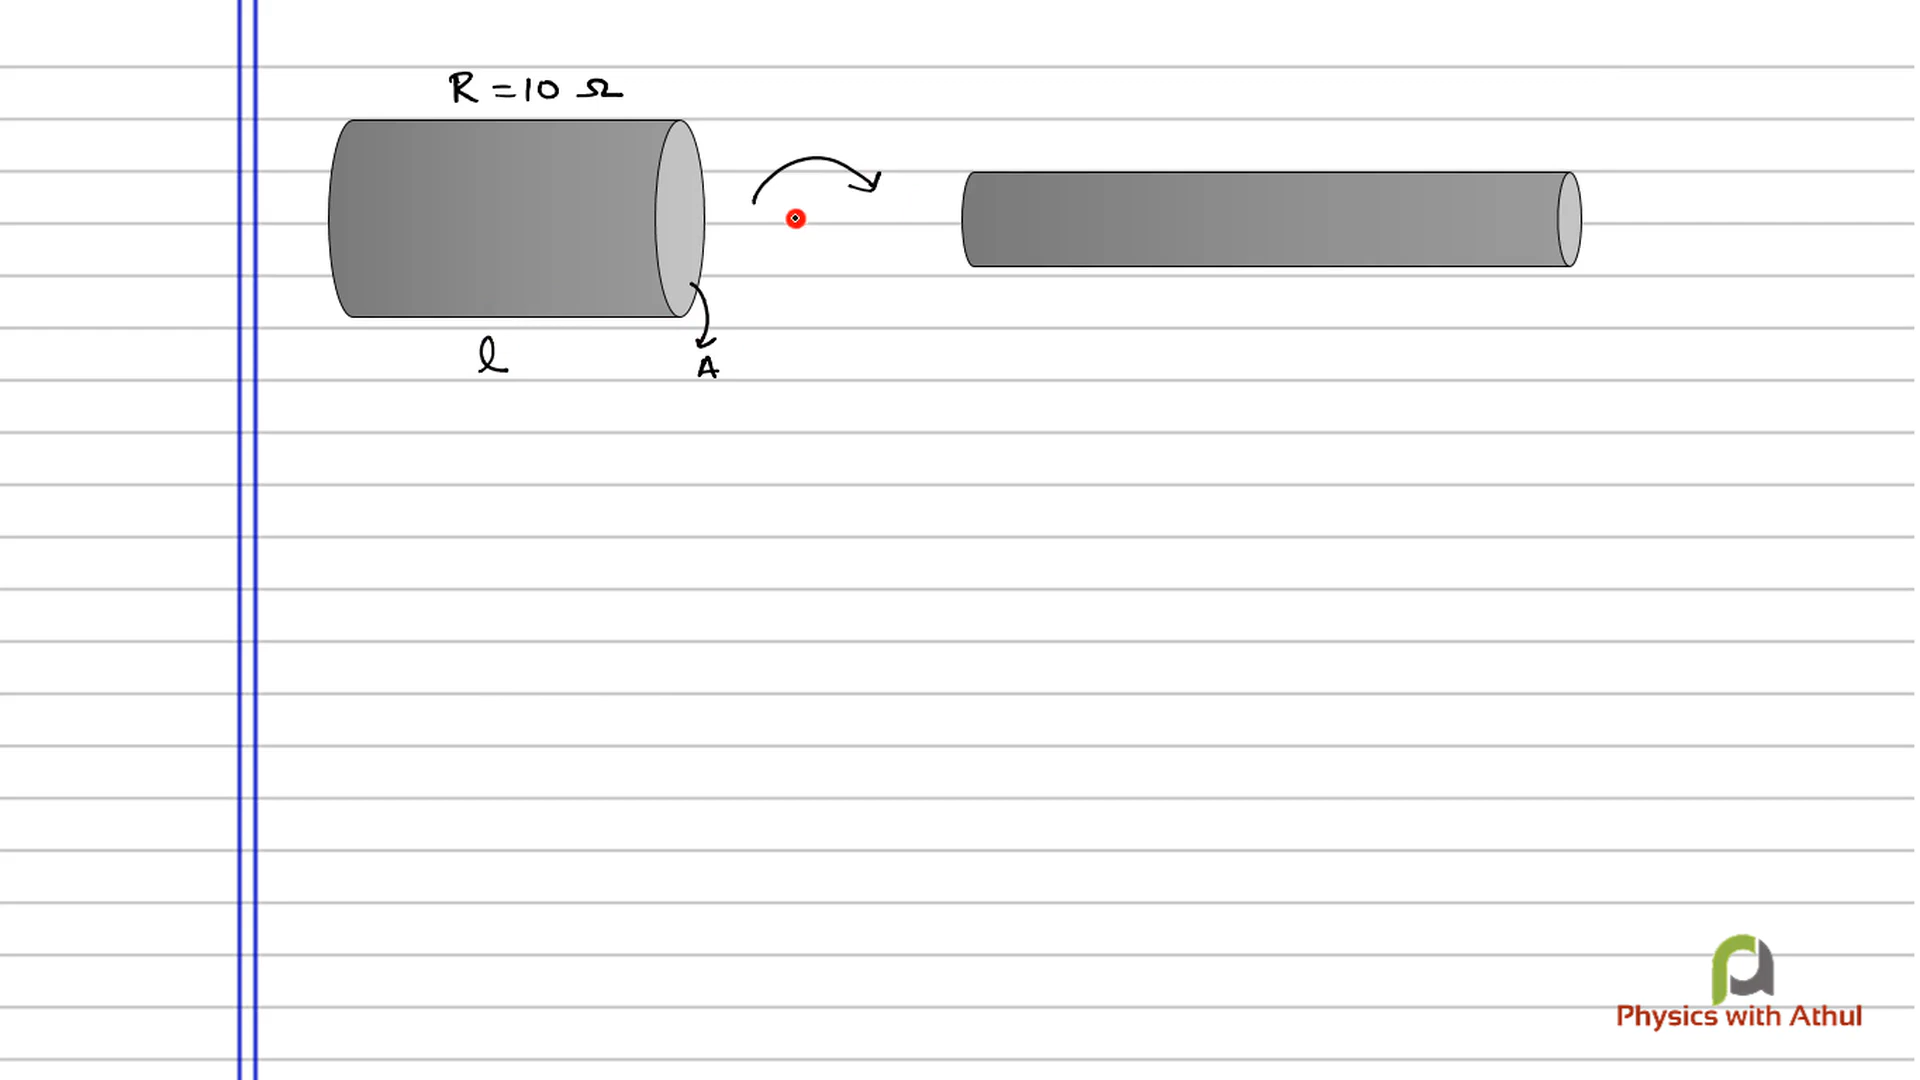 R = 10 Ω
l
A
Physics with Athul